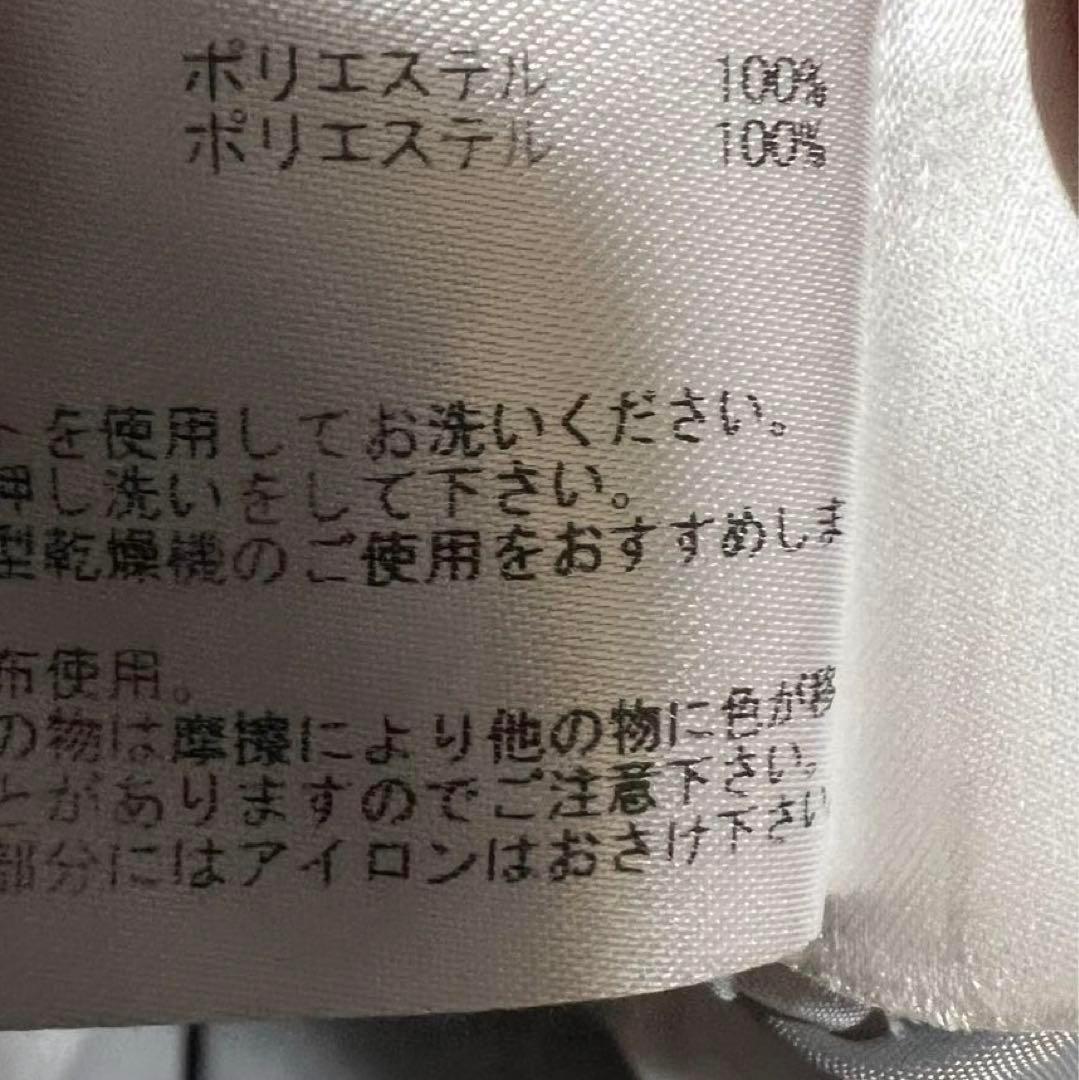 ポリエステル 100%
ポリエステル 100%
トを使用してお洗いください。
押し洗いをして下さい。
型乾燥機のご使用をおすすめしま
布使用。
の物は摩擦により他の物に色が移
とがありますのでご注意下さい。
部分にはアイロンはおさけ下さい